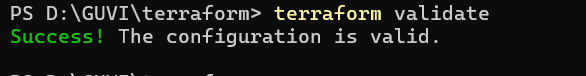 PS D:\GUVI\terraform> terraform validate
Success! The configuration is valid.